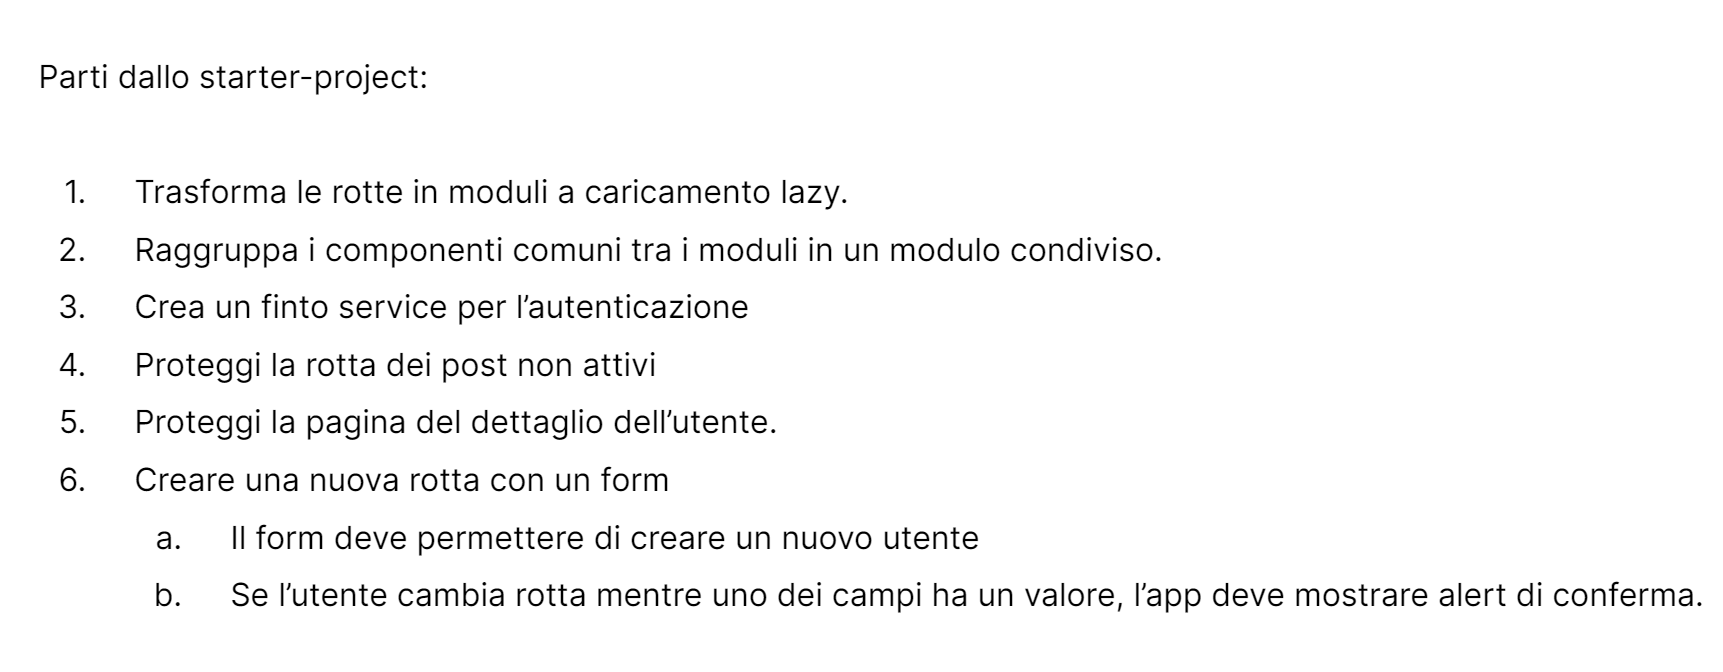 Parti dallo starter-project:
1. Trasforma le rotte in moduli a caricamento lazy.
2. Raggruppa i componenti comuni tra i moduli in un modulo condiviso.
3. Crea un finto service per l’autenticazione
4. Proteggi la rotta dei post non attivi
5. Proteggi la pagina del dettaglio dell’utente.
6. Creare una nuova rotta con un form
a. Il form deve permettere di creare un nuovo utente
b. Se l’utente cambia rotta mentre uno dei campi ha un valore, l’app deve mostrare alert di conferma.